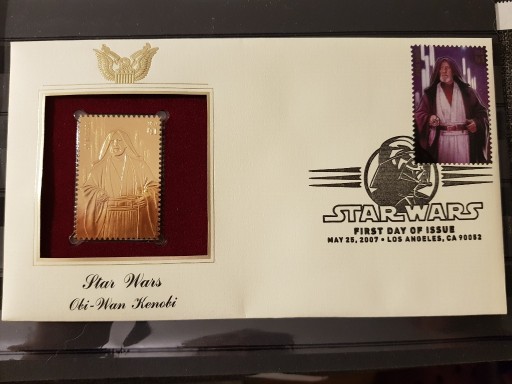 Star Wars
Obi-Wan Kenobi
STAR WARS
FIRST DAY OF ISSUE
MAY 25, 2007 • LOS ANGELES, CA 90052